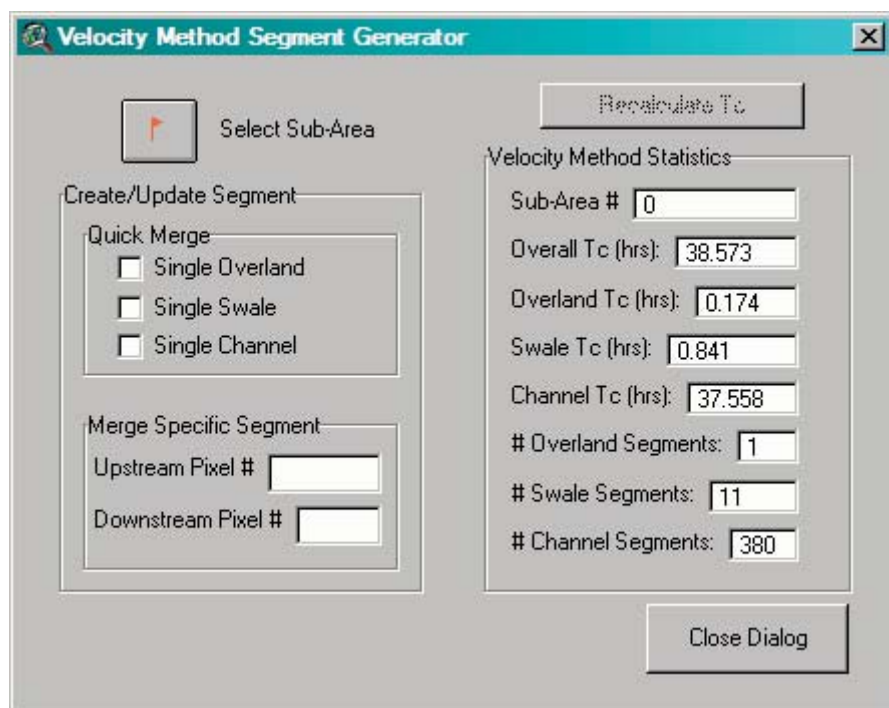 Velocity Method Segment Generator
Select Sub-Area
Recalculate Tc
Create/Update Segment
Quick Merge
Single Overland
Single Swale
Single Channel
Merge Specific Segment
Upstream Pixel #
Downstream Pixel #
Velocity Method Statistics
Sub-Area # 0
Overall Tc (hrs): 38.573
Overland Tc (hrs): 0.174
Swale Tc (hrs): 0.841
Channel Tc (hrs): 37.558
# Overland Segments: 1
# Swale Segments: 11
# Channel Segments: 380
Close Dialog